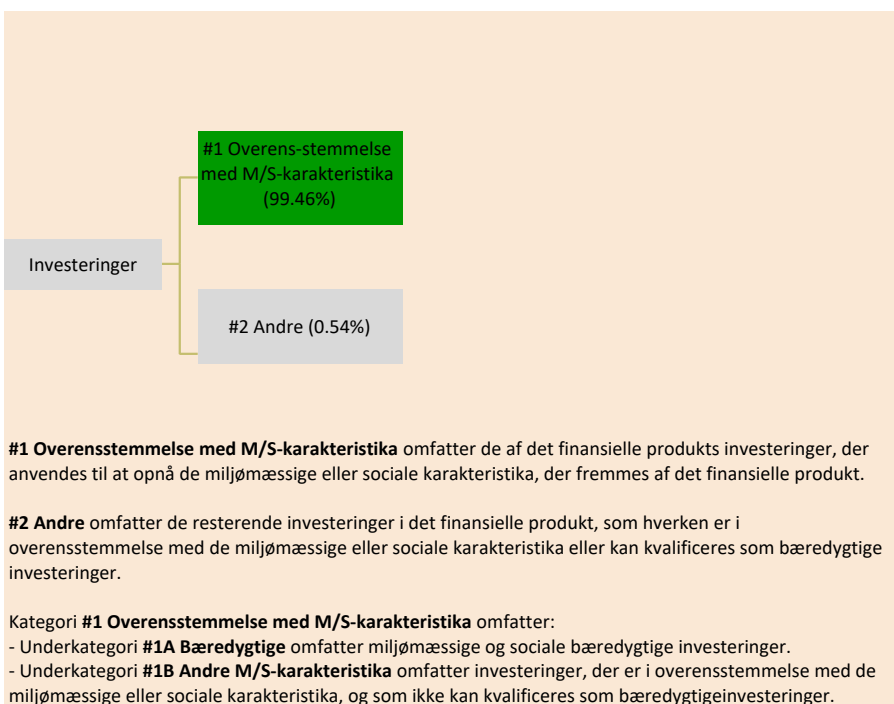 #1 Overens-stemmelse
med M/S-karakteristika
(99.46%)
Investeringer
#2 Andre (0.54%)
#1 Overensstemmelse med M/S-karakteristika omfatter de af det finansielle produkts investeringer, der
anvendes til at opnå de miljømæssige eller sociale karakteristika, der fremmes af det finansielle produkt.
#2 Andre omfatter de resterende investeringer i det finansielle produkt, som hverken er i
overensstemmelse med de miljømæssige eller sociale karakteristika eller kan kvalificeres som bæredygtige
investeringer.
Kategori #1 Overensstemmelse med M/S-karakteristika omfatter:
- Underkategori #1A Bæredygtige omfatter miljømæssige og sociale bæredygtige investeringer.
- Underkategori #1B Andre M/S-karakteristika omfatter investeringer, der er i overensstemmelse med de
miljømæssige eller sociale karakteristika, og som ikke kan kvalificeres som bæredygtigeinvesteringer.